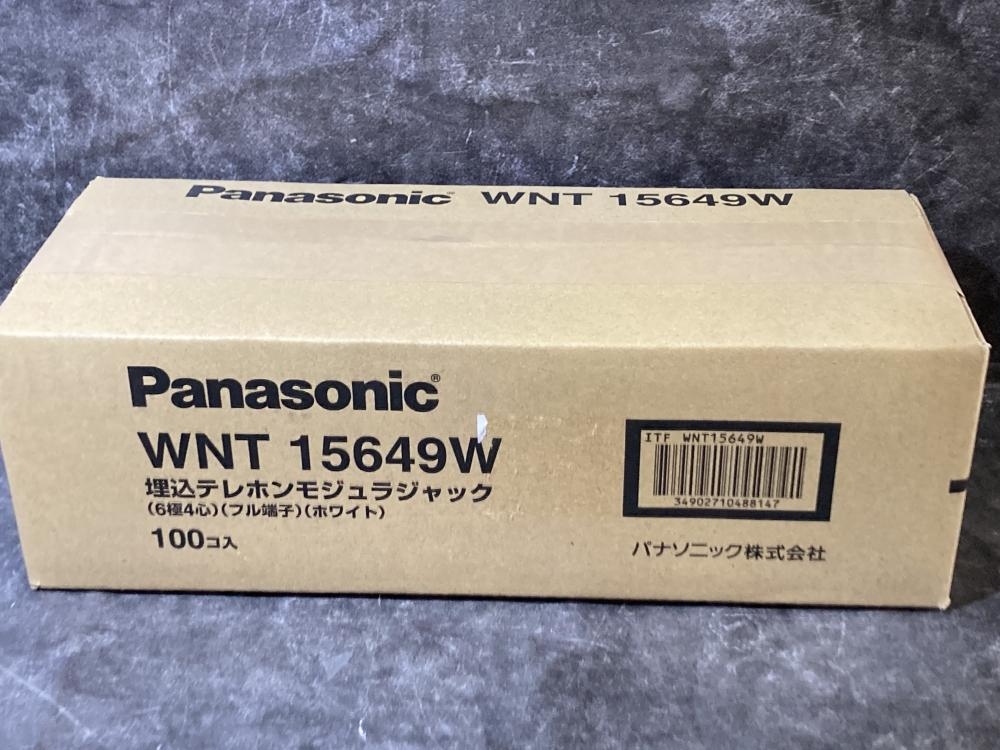 Panasonic® WNT 15649W
Panasonic®
WNT 15649W
埋込テレホンモジュラジャック
(6極4心)(フル端子)(ホワイト)
100コ入
ITF WNT15649W
34902710488147
パナソニック株式会社